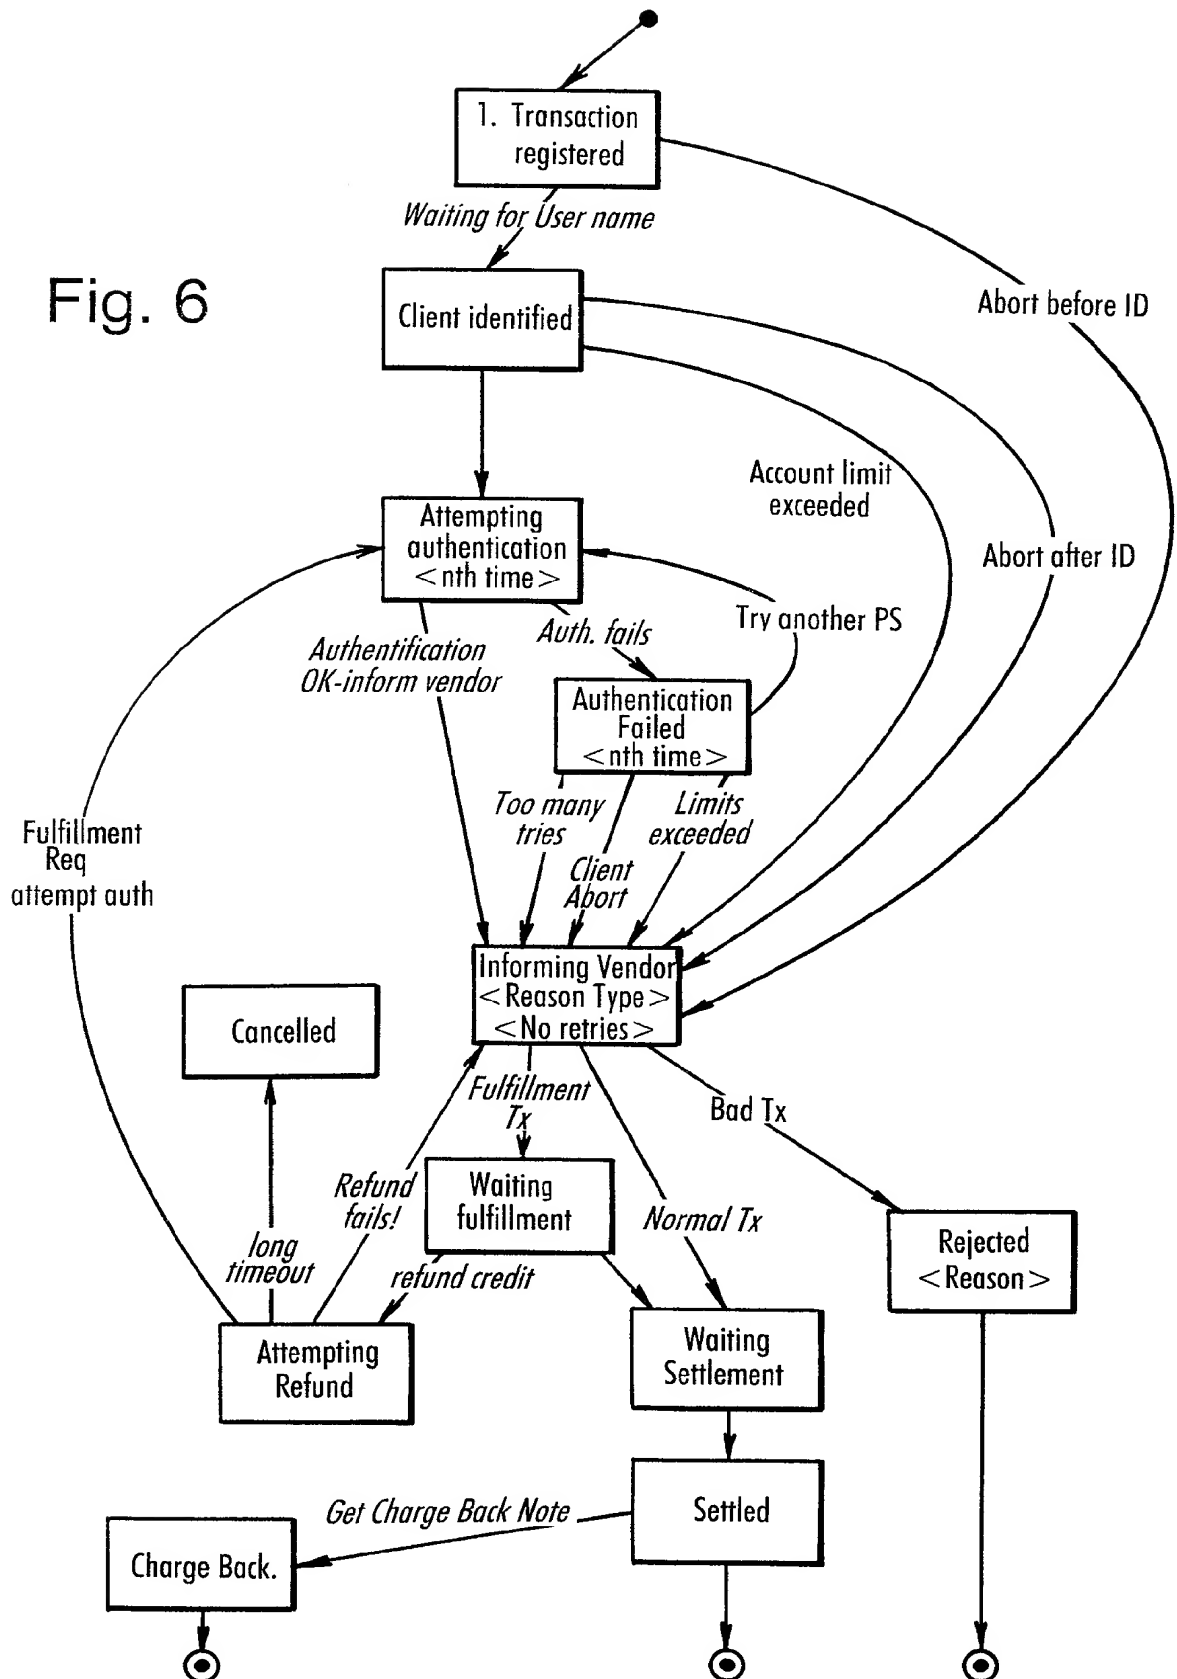 1. Transaction
registered
Waiting for User name
Fig. 6
Client identified
Abort before ID
Account limit
exceeded
Abort after ID
Attempting
authentication
<nth time>
Try another PS
Auth. fails
Authentification
OK-inform vendor
Authentication
Failed
<nth time>
Too many
tries
Client
Abort
Limits
exceeded
Fulfillment
Req
attempt auth
Informing Vendor
<Reason Type>
<No retries>
Cancelled
Fulfillment
Tx
Bad Tx
Refund
fails!
Waiting
fulfillment
Normal Tx
Rejected
<Reason>
long
timeout
refund credit
Attempting
Refund
Waiting
Settlement
Settled
Get Charge Back Note
Charge Back.